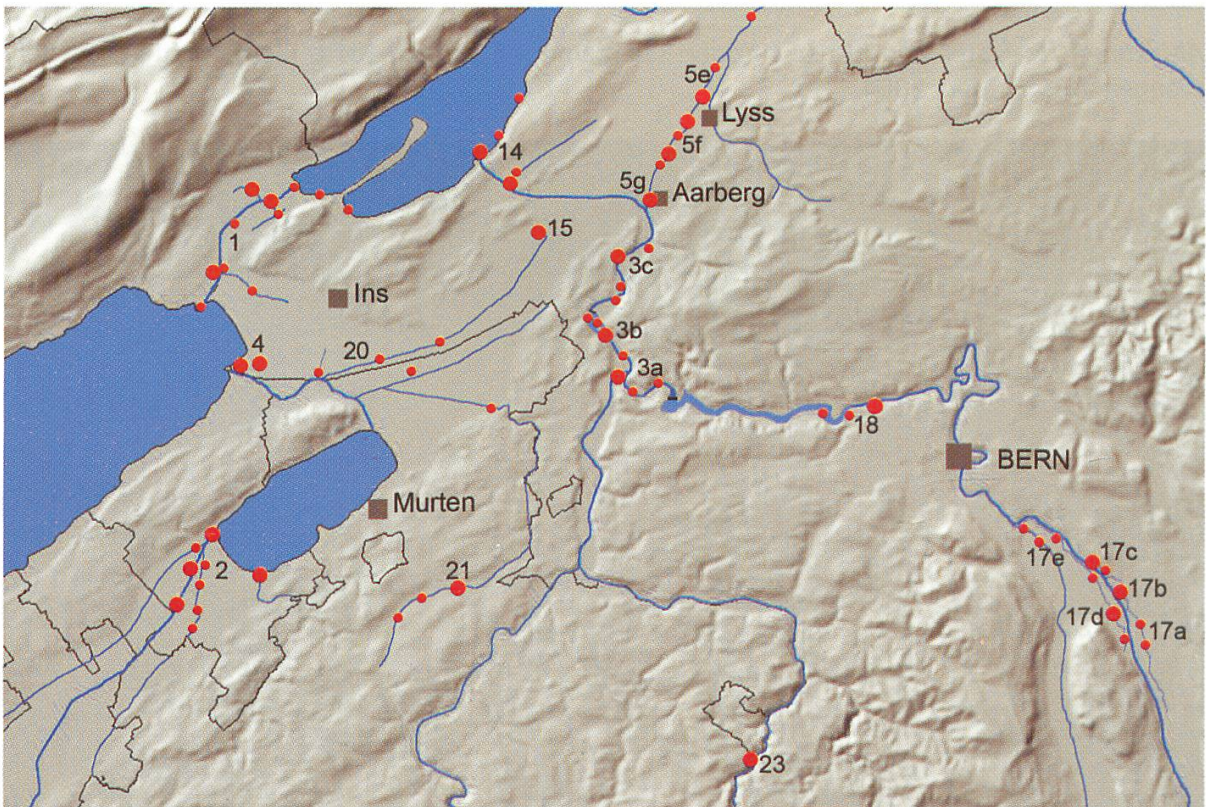 5e
Lyss
5f
14
5g
Aarberg
15
1
3c
Ins
3b
4
20
3a
18
BERN
Murten
17c
17e
2
21
17b
17d
17a
23